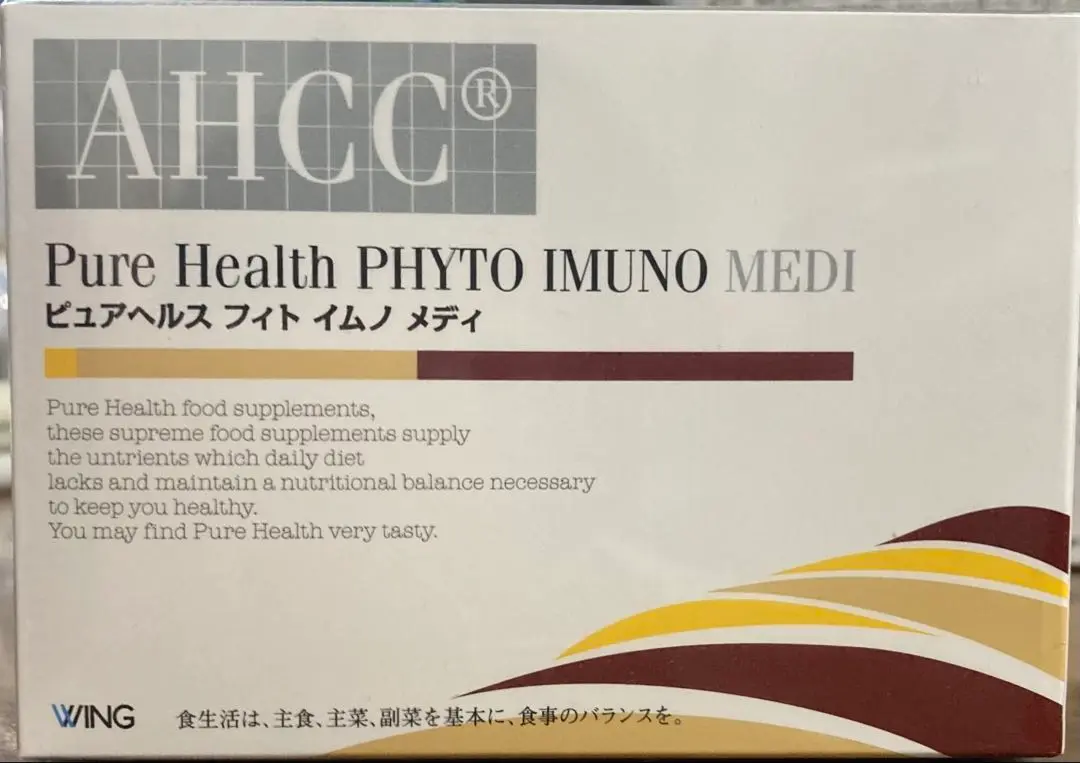 AHCC®
Pure Health PHYTO IMUNO MEDI
ピュアヘルス フィト イムノ メディ
Pure Health food supplements,
these supreme food supplements supply
the untrients which daily diet
lacks and maintain a nutritional balance necessary
to keep you healthy.
You may find Pure Health very tasty.
WING
食生活は、主食、主菜、副菜を基本に、食事のバランスを。